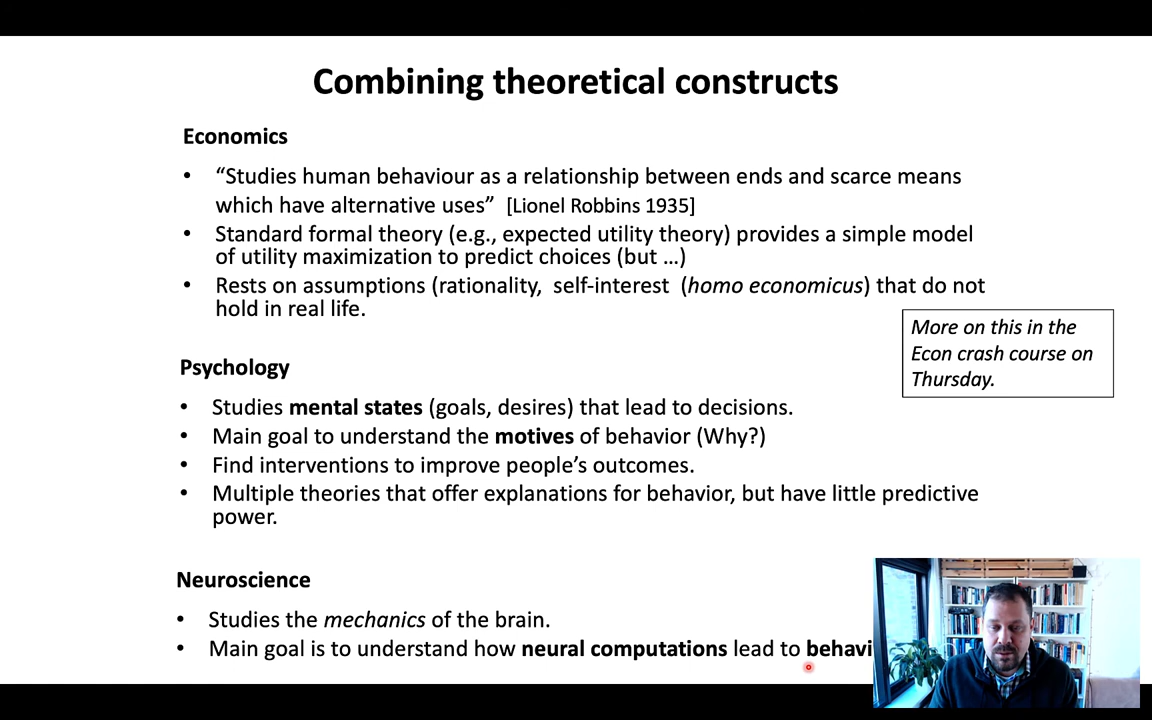 Combining theoretical constructs
Economics
• “Studies human behaviour as a relationship between ends and scarce means
which have alternative uses” [Lionel Robbins 1935]
• Standard formal theory (e.g., expected utility theory) provides a simple model
of utility maximization to predict choices (but …)
• Rests on assumptions (rationality, self-interest (homo economicus) that do not
hold in real life.
More on this in the
Econ crash course on
Thursday.
Psychology
• Studies mental states (goals, desires) that lead to decisions.
• Main goal to understand the motives of behavior (Why?)
• Find interventions to improve people’s outcomes.
• Multiple theories that offer explanations for behavior, but have little predictive
power.
Neuroscience
• Studies the mechanics of the brain.
• Main goal is to understand how neural computations lead to behavi